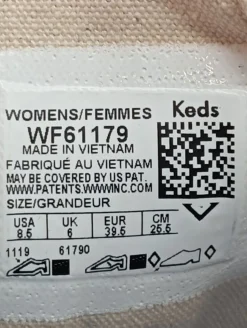 WOMENS/FEMMES Keds
WF61179
MADE IN VIETNAM
FABRIQUÉ AU VIETNAM
MAY BE COVERED BY US PAT.
WWW.PATENTS.WWWINC.COM
SIZE/GRANDEUR
USA UK EUR CM
8.5 6 39.5 25.5
1119 61790